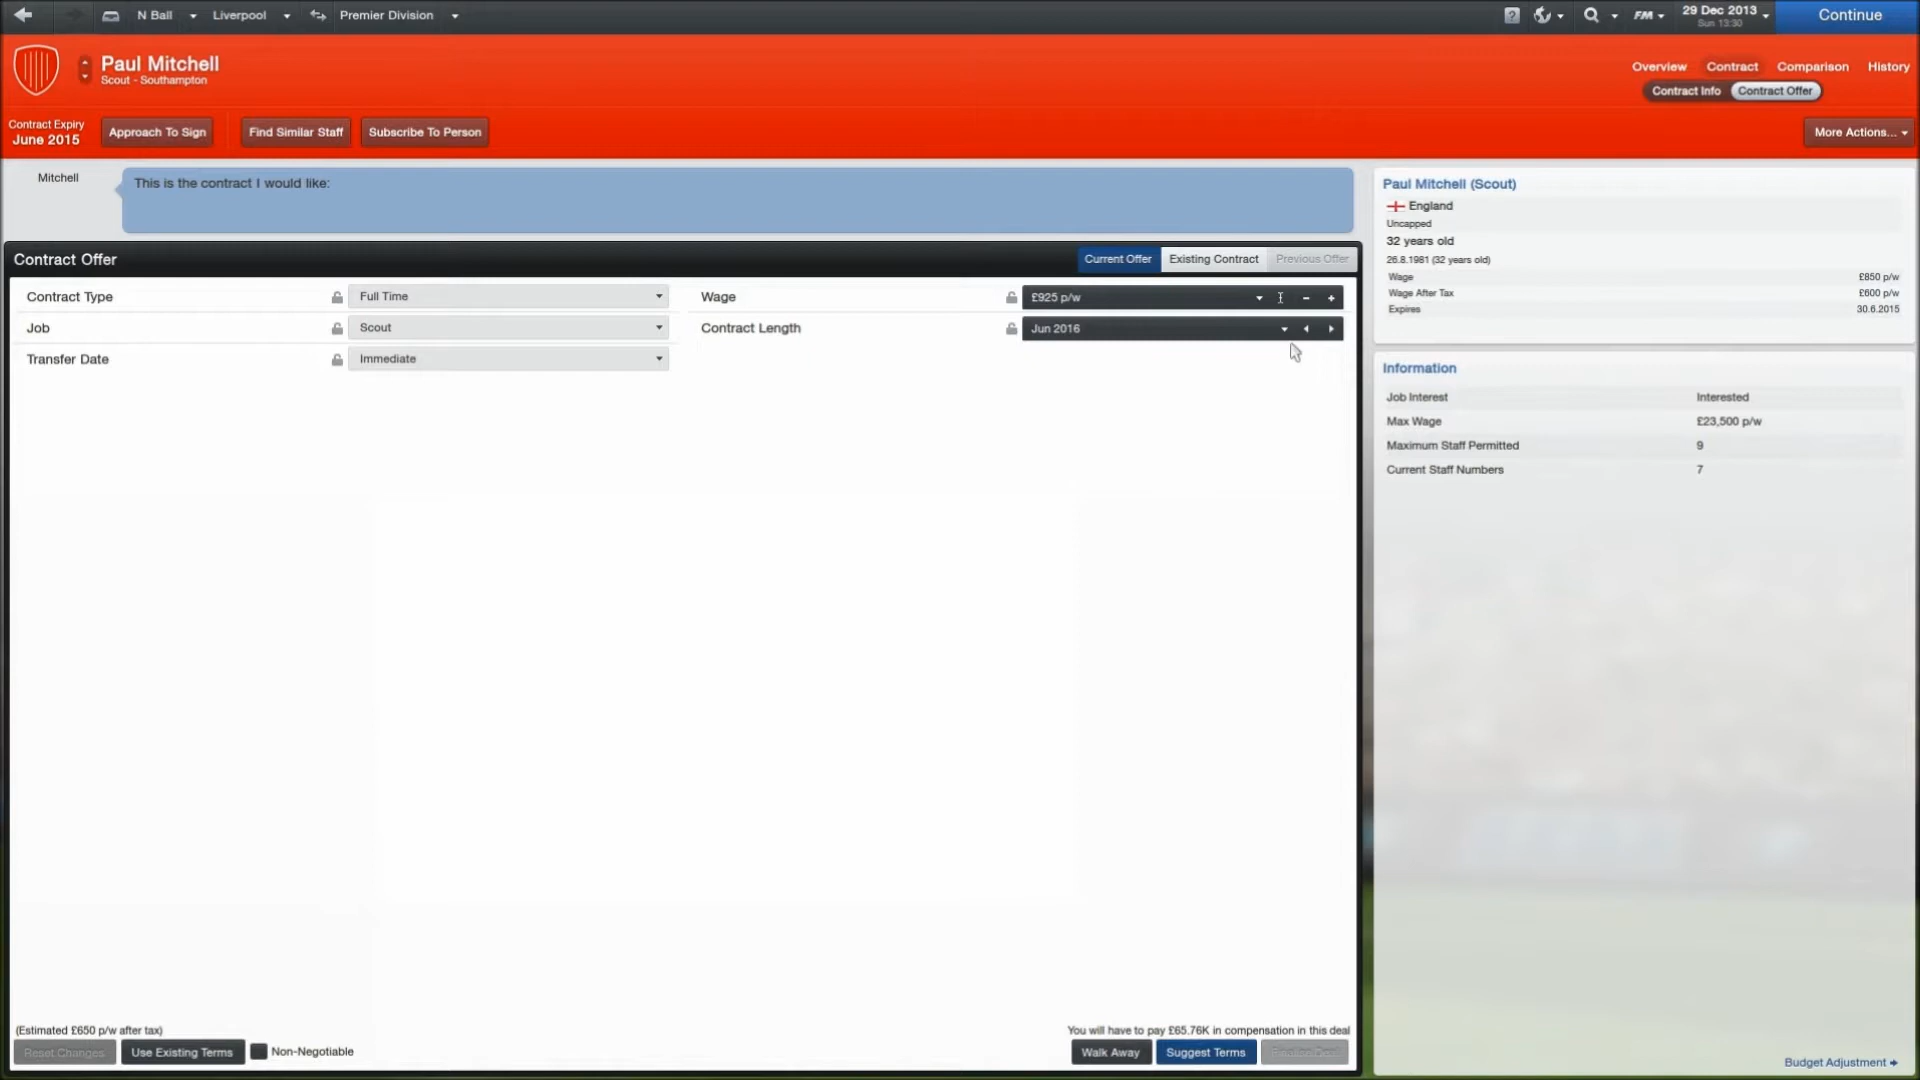 N Ball
Liverpool
Premier Division
?
FM
29 Dec 2013
Sun 13:30
Continue
Paul Mitchell
Scout - Southampton
Overview
Contract
Comparison
History
Contract Info
Contract Offer
Contract Expiry
June 2015
Approach To Sign
Find Similar Staff
Subscribe To Person
More Actions...
Mitchell
This is the contract I would like:
Contract Offer
Current Offer
Existing Contract
Previous Offer
Contract Type
Full Time
Job
Scout
Transfer Date
Immediate
Wage
£925 p/w
Contract Length
Jun 2016
Paul Mitchell (Scout)
England
Uncapped
32 years old
26.8.1981 (32 years old)
Wage £850 p/w
Wage After Tax £600 p/w
Expires 30.6.2015
Information
Job Interest Interested
Max Wage £23,500 p/w
Maximum Staff Permitted 9
Current Staff Numbers 7
(Estimated £650 p/w after tax)
Reset Changes
Use Existing Terms
Non-Negotiable
You will have to pay £65.76K in compensation in this deal
Walk Away
Suggest Terms
Budget Adjustment